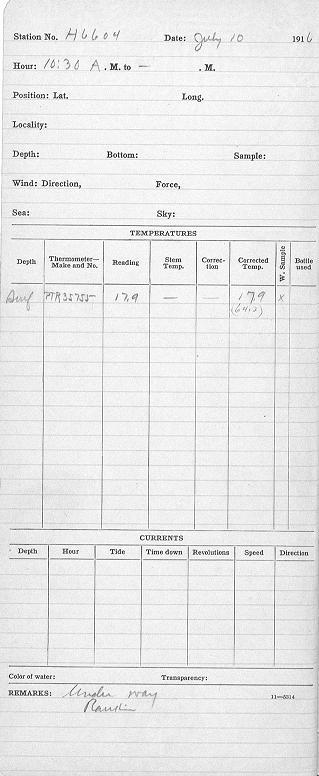 Station No. H6604 Date: July 10 1916
Hour: 10:30 A . M. to — . M.
Position: Lat. Long.
Locality:
Depth: Bottom: Sample:
Wind: Direction, Force,
Sea: Sky:
TEMPERATURES
Depth Thermometer— Make and No. Reading Stem Temp. Correc- tion Corrected Temp. W. Sample Bottle used
Surf 35755 17.9 — — 17.9 x
(64.2)
CURRENTS
Depth Hour Tide Time down Revolutions Speed Direction
Color of water: Transparency:
REMARKS: Under way 11—5314
Rankin